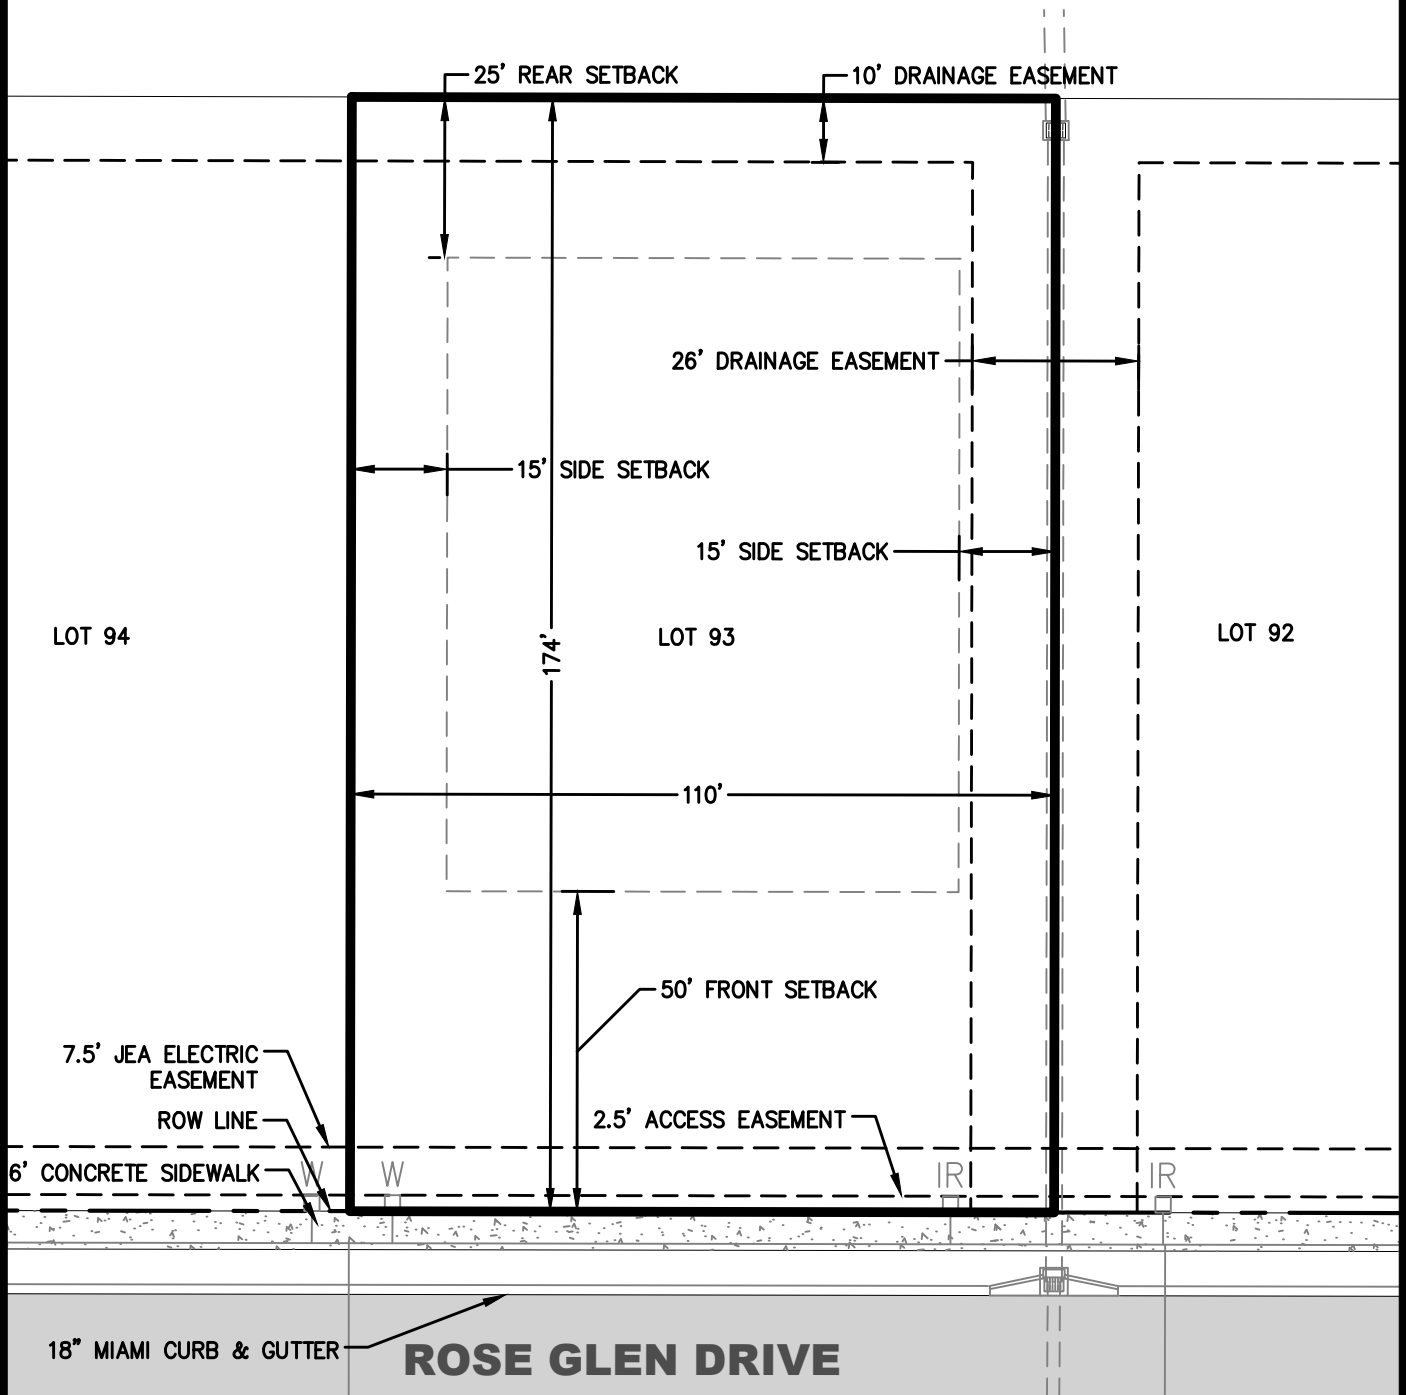 25' REAR SETBACK
10' DRAINAGE EASEMENT
26' DRAINAGE EASEMENT
15' SIDE SETBACK
15' SIDE SETBACK
LOT 94
174'
LOT 93
LOT 92
110'
50' FRONT SETBACK
7.5' JEA ELECTRIC
EASEMENT
ROW LINE
2.5' ACCESS EASEMENT
6' CONCRETE SIDEWALK
W
W
IR
IR
18" MIAMI CURB & GUTTER
ROSE GLEN DRIVE